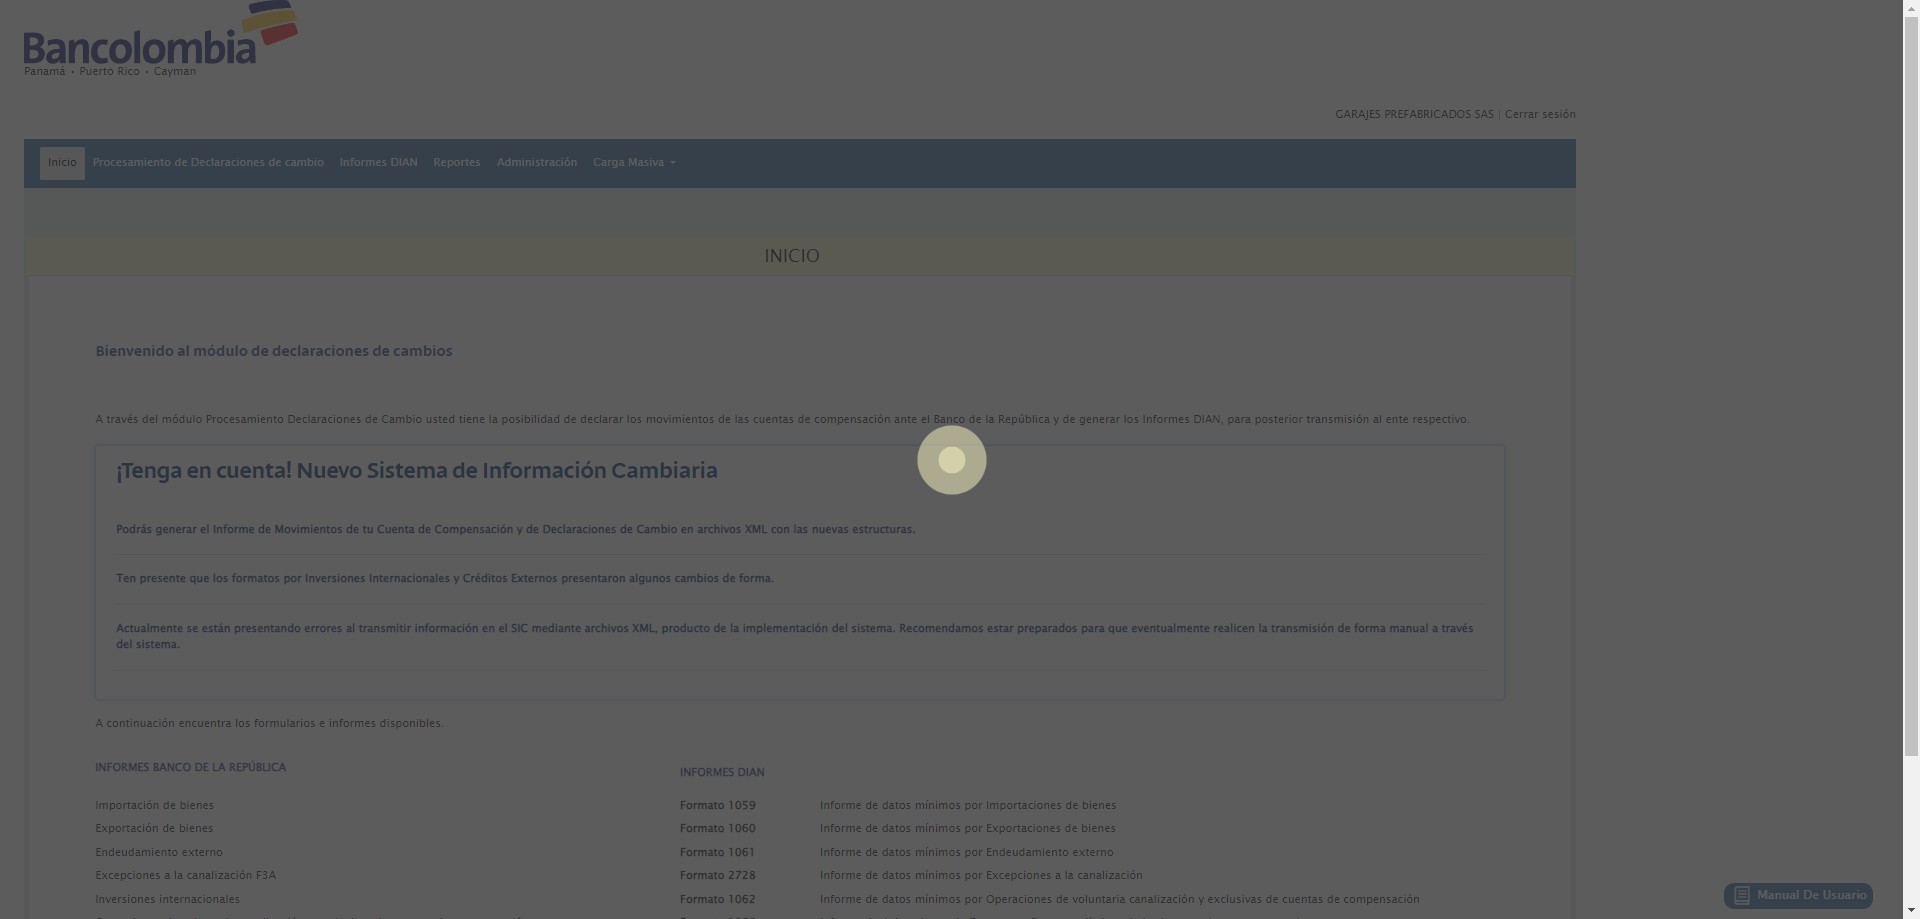 Bancolombia
Panamá • Puerto Rico • Cayman
GARAJES PREFABRICADOS SAS | Cerrar sesión
Inicio Procesamiento de Declaraciones de cambio Informes DIAN Reportes Administración Carga Masiva
INICIO
Bienvenido al módulo de declaraciones de cambios
A través del módulo Procesamiento Declaraciones de Cambio usted tiene la posibilidad de declarar los movimientos de las cuentas de compensación ante el Banco de la República y de generar los Informes DIAN, para posterior transmisión al ente respectivo.
¡Tenga en cuenta! Nuevo Sistema de Información Cambiaria
Podrás generar el Informe de Movimientos de tu Cuenta de Compensación y de Declaraciones de Cambio en archivos XML con las nuevas estructuras.
Ten presente que los formatos por Inversiones Internacionales y Créditos Externos presentaron algunos cambios de forma.
Actualmente se están presentando errores al transmitir información en el SIC mediante archivos XML, producto de la implementación del sistema. Recomendamos estar preparados para que eventualmente realicen la transmisión de forma manual a través
del sistema.
A continuación encuentra los formularios e informes disponibles.
INFORMES BANCO DE LA REPÚBLICA
Importación de bienes
Exportación de bienes
Endeudamiento externo
Excepciones a la canalización F3A
Inversiones internacionales
INFORMES DIAN
Formato 1059 Informe de datos mínimos por Importaciones de bienes
Formato 1060 Informe de datos mínimos por Exportaciones de bienes
Formato 1061 Informe de datos mínimos por Endeudamiento externo
Formato 2728 Informe de datos mínimos por Excepciones a la canalización
Formato 1062 Informe de datos mínimos por Operaciones de voluntaria canalización y exclusivas de cuentas de compensación
Manual De Usuario